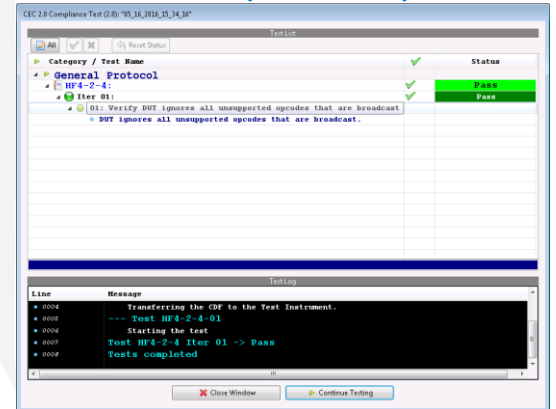 CEC 2.0 Compliance Test (2.0): "05_16_2016_15_34_16"
Test List
All Reset Status
Category / Test Name Status
General Protocol
HF4-2-4: Pass
Iter 01: Pass
01: Verify DUT ignores all unsupported opcodes that are broadcast
DUT ignores all unsupported opcodes that are broadcast.
Test Log
Line Message
0004 Transferring the CDF to the Test Instrument.
0005 --- Test HF4-2-4-01
0006 Starting the test
0007 Test HF4-2-4 Iter 01 -> Pass
0008 Tests completed
Close Window Continue Testing